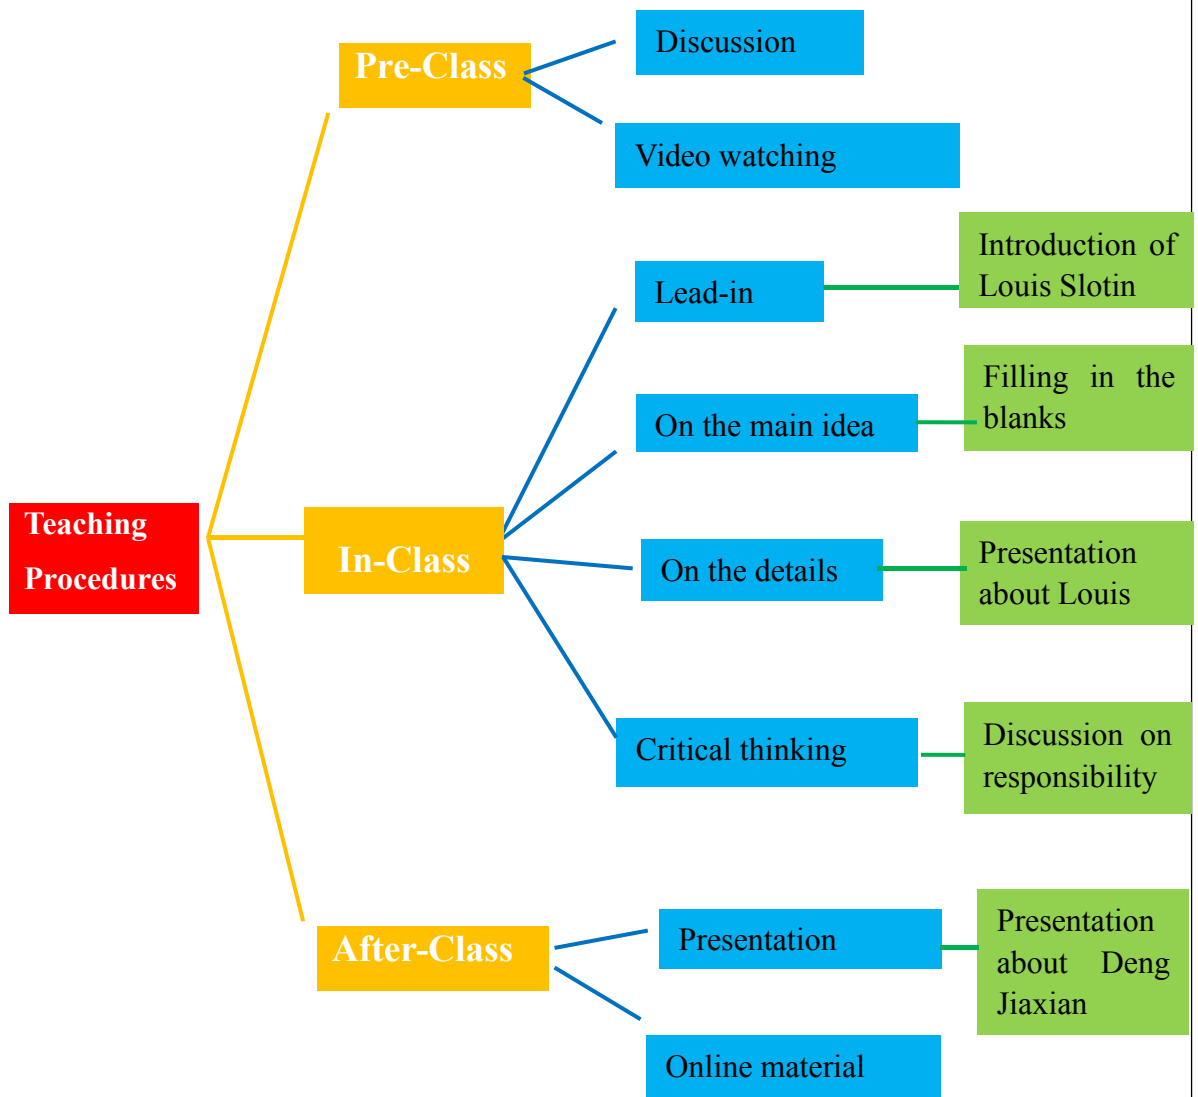 Teaching
Procedures
Pre-Class
Discussion
Video watching
In-Class
Lead-in
Introduction of
Louis Slotin
On the main idea
Filling in the
blanks
On the details
Presentation
about Louis
Critical thinking
Discussion on
responsibility
After-Class
Presentation
Presentation
about Deng
Jiaxian
Online material